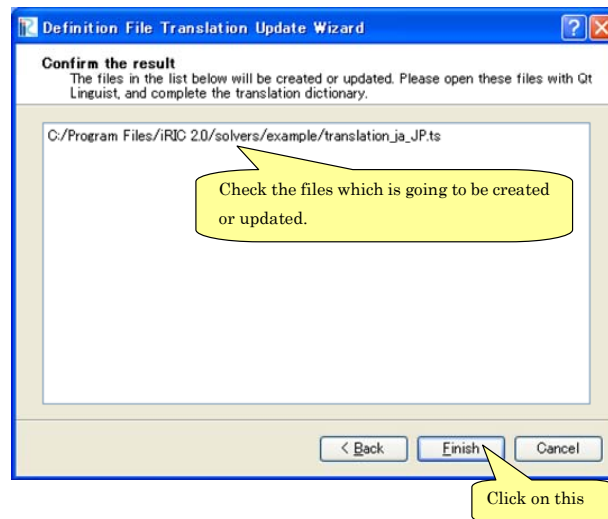 Definition File Translation Update Wizard
Confirm the result
The files in the list below will be created or updated. Please open these files with Qt
Linguist, and complete the translation dictionary.
C:/Program Files/iRIC 2.0/solvers/example/translation_ja_JP.ts
Check the files which is going to be created
or updated.
< Back Finish Cancel
Click on this